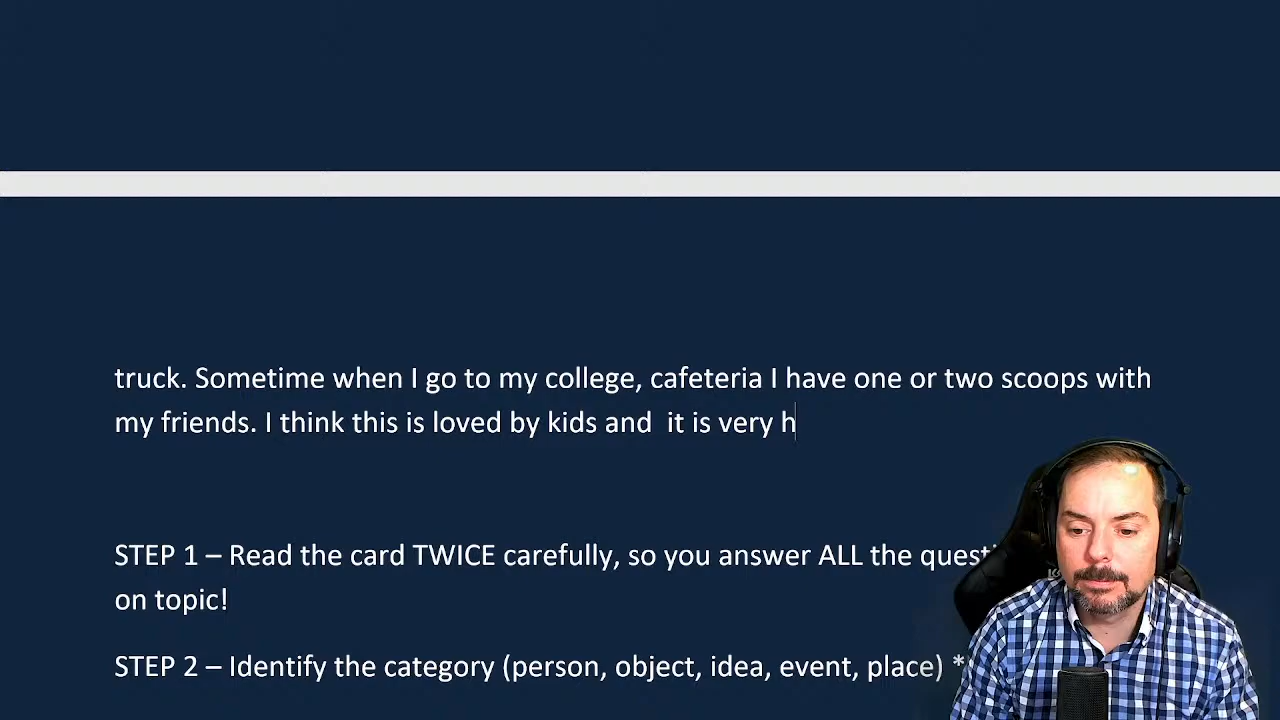 truck. Sometime when I go to my college, cafeteria I have one or two scoops with
my friends. I think this is loved by kids and  it is very h
STEP 1 – Read the card TWICE carefully, so you answer ALL the questi
on topic!
STEP 2 – Identify the category (person, object, idea, event, place) *